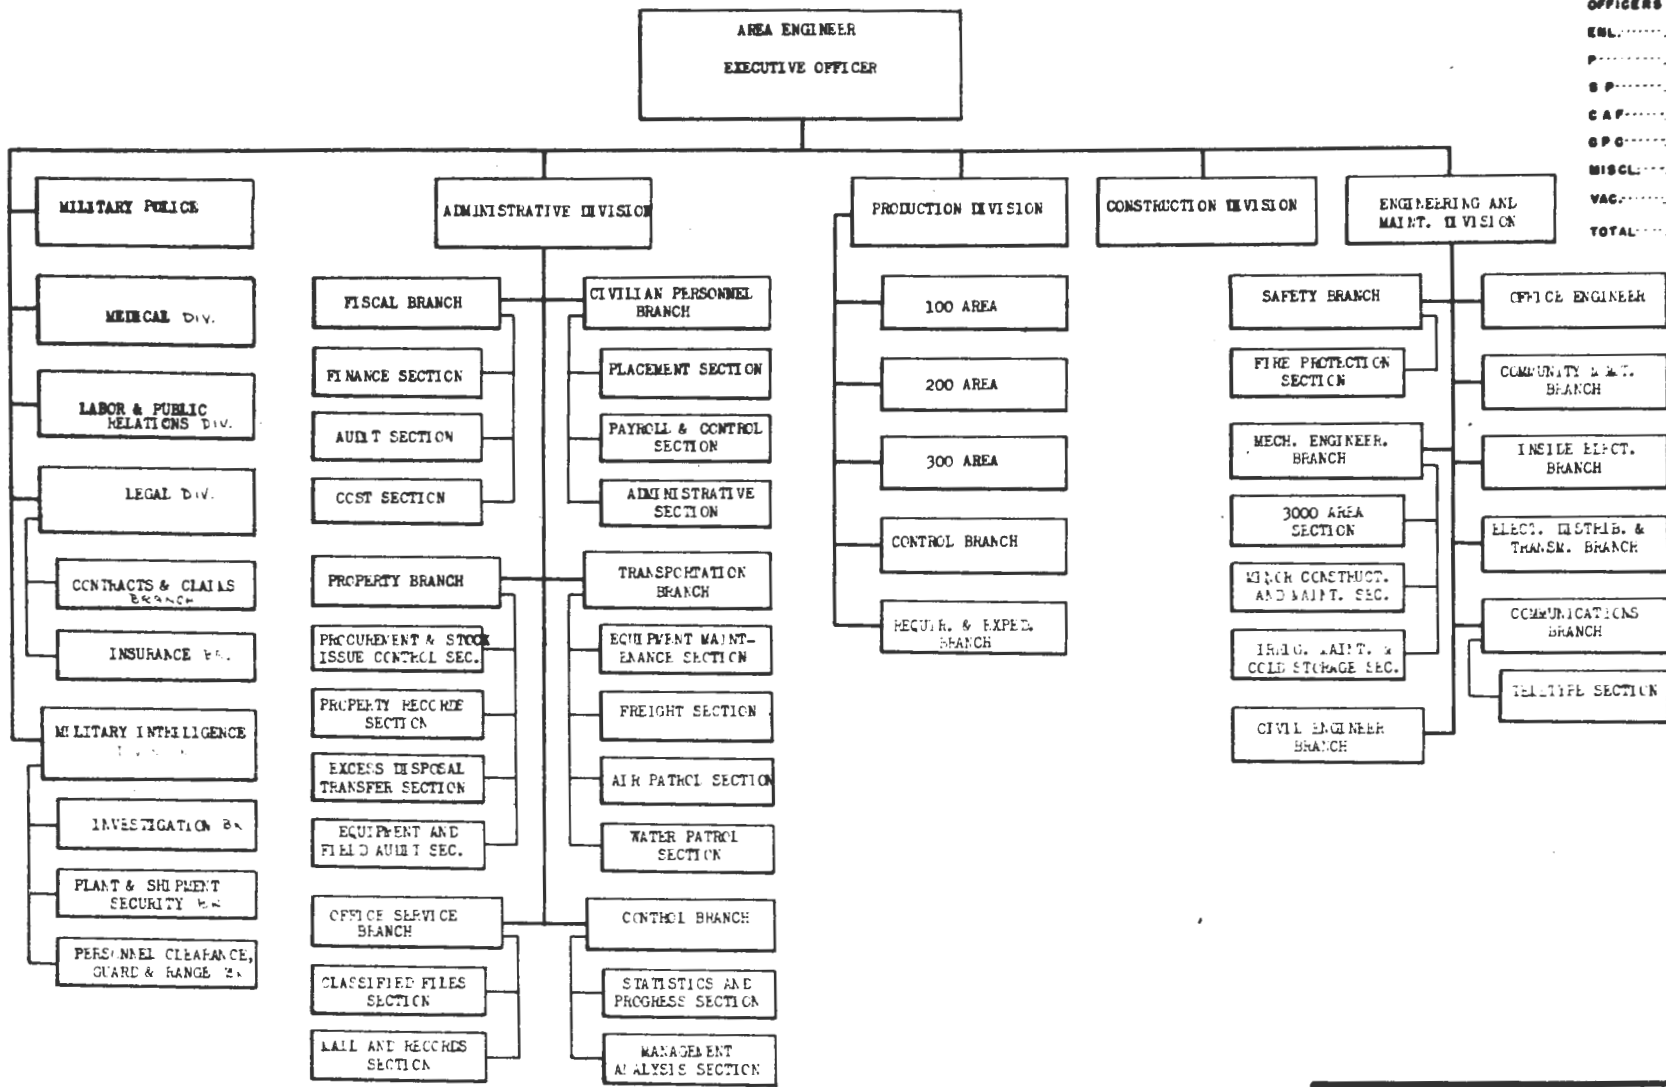 AREA ENGINEER
EXECUTIVE OFFICER
OFFICERS
ENL.
P
S P
C A F
C P C
MISCL.
VAC.
TOTAL
MILITARY POLICE
MEDICAL DIV.
LABOR & PUBLIC
RELATIONS DIV.
LEGAL DIV.
CONTRACTS & CLAIMS
BRANCH
INSURANCE BR.
MILITARY INTELLIGENCE
INVESTIGATION BR
PLANT & SHIPMENT
SECURITY BR
PERSONNEL CLEARANCE,
GUARD & RANGE BR
ADMINISTRATIVE DIVISION
FISCAL BRANCH
FINANCE SECTION
AUDIT SECTION
COST SECTION
CIVILIAN PERSONNEL
BRANCH
PLACEMENT SECTION
PAYROLL & CONTROL
SECTION
ADMINISTRATIVE
SECTION
PROPERTY BRANCH
PROCUREMENT & STOCK
ISSUE CONTROL SEC.
PROPERTY RECORDS
SECTION
EXCESS DISPOSAL
TRANSFER SECTION
EQUIPMENT AND
FIELD AUDIT SEC.
TRANSPORTATION
BRANCH
EQUIPMENT MAINT-
ENANCE SECTION
FREIGHT SECTION
AIR PATROL SECTION
WATER PATROL
SECTION
OFFICE SERVICE
BRANCH
CLASSIFIED FILES
SECTION
MAIL AND RECORDS
SECTION
CONTROL BRANCH
STATISTICS AND
PROGRESS SECTION
MANAGEMENT
ANALYSIS SECTION
PRODUCTION DIVISION
100 AREA
200 AREA
300 AREA
CONTROL BRANCH
REQUIR. & EXPED.
BRANCH
CONSTRUCTION DIVISION
ENGINEERING AND
MAINT. DIVISION
SAFETY BRANCH
FIRE PROTECTION
SECTION
MECH. ENGINEER.
BRANCH
3000 AREA
SECTION
MINOR CONSTRUCT.
AND MAINT. SEC.
IRRIG. MAINT. &
COLD STORAGE SEC.
CIVIL ENGINEER
BRANCH
OFFICE ENGINEER
COMMUNITY
BRANCH
INSIDE ELECT.
BRANCH
ELECT. DISTRIB. &
TRANSM. BRANCH
COMMUNICATIONS
BRANCH
TELETYPE SECTION